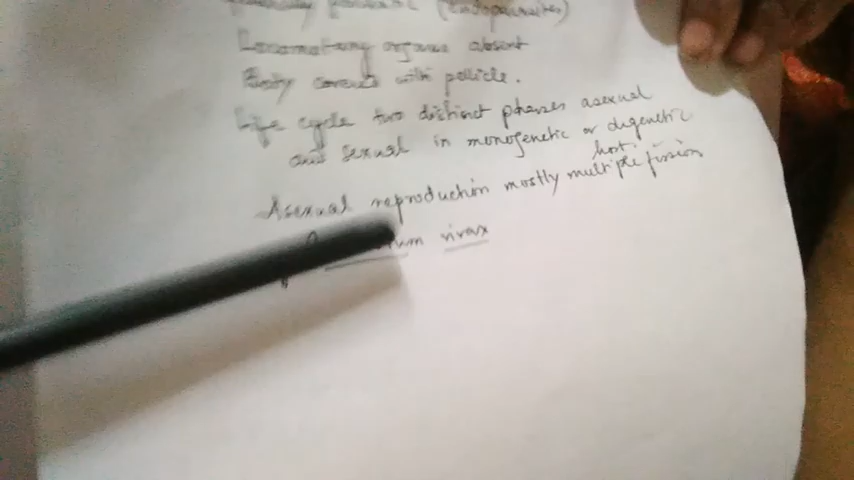 (Endoparasites)
Locomotory organs absent
Body covered with pellicle.
Life cycle two distinct phases asexual
and sexual in monogenetic or digenetic
host.
Asexual reproduction mostly multiple fission
vivax